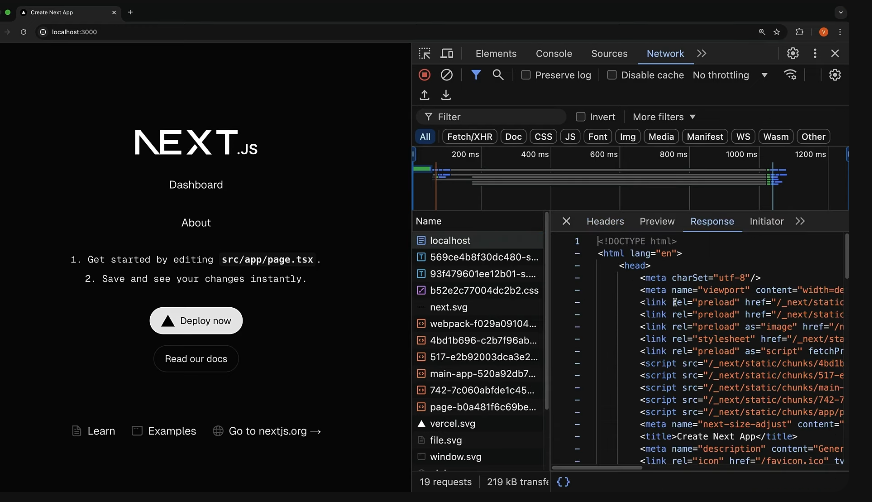 Create Next App
localhost:3000
NEXT.JS
Dashboard
About
1. Get started by editing src/app/page.tsx.
2. Save and see your changes instantly.
Deploy now
Read our docs
Learn
Examples
Go to nextjs.org →
Elements
Console
Sources
Network
Preserve log
Disable cache
No throttling
Filter
Invert
More filters
All
Fetch/XHR
Doc
CSS
JS
Font
Img
Media
Manifest
WS
Wasm
Other
200 ms
400 ms
600 ms
800 ms
1000 ms
1200 ms
Name
localhost
569ce4b8f30dc480-s...
93f479601ee12b01-s....
b52e2c77004dc2b2.css
next.svg
webpack-f029a09104...
4bd1b696-c2b7f96ab...
517-e2b92003dca3e2...
main-app-520a92db7...
742-7c060abfde1c45...
page-b0a481f6c69be...
vercel.svg
file.svg
window.svg
19 requests
219 kB transfe
Headers
Preview
Response
Initiator
1 <!DOCTYPE html>
- <html lang="en">
- <head>
- <meta charSet="utf-8"/>
- <meta name="viewport" content="width=de
- <link rel="preload" href="/_next/static
- <link rel="preload" href="/_next/static
- <link rel="preload" as="image" href="/n
- <link rel="stylesheet" href="/_next/sta
- <link rel="preload" as="script" fetchPr
- <script src="/_next/static/chunks/4bd1b
- <script src="/_next/static/chunks/517-e
- <script src="/_next/static/chunks/main-
- <script src="/_next/static/chunks/742-7
- <script src="/_next/static/chunks/app/p
- <meta name="next-size-adjust" content="
- <title>Create Next App</title>
- <meta name="description" content="Gener
- <link rel="icon" href="/favicon.ico" ty
{}